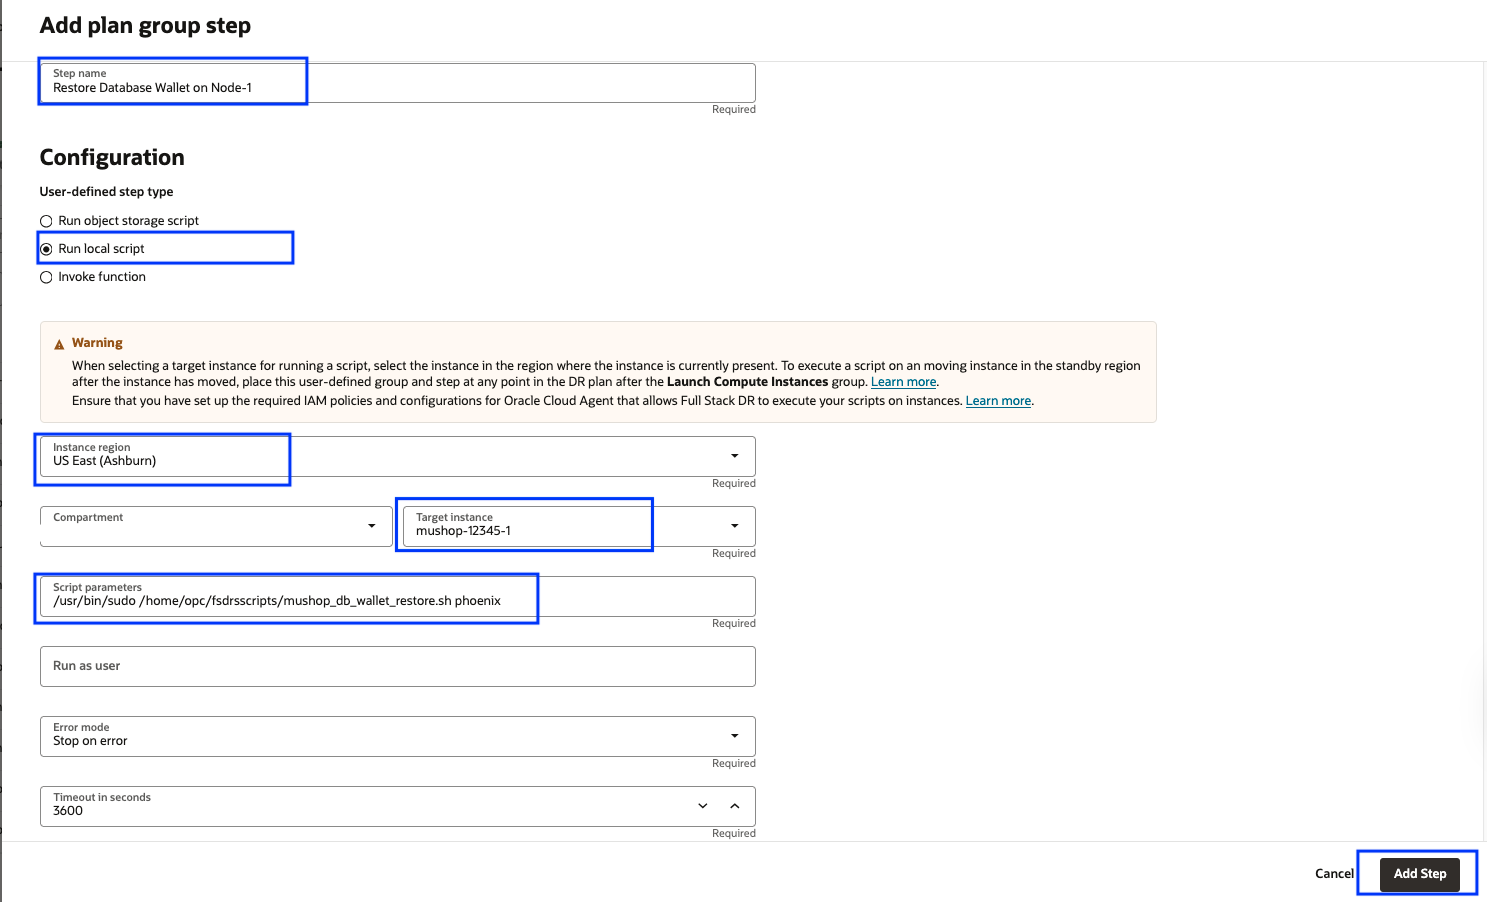 Add plan group step
Step name
Restore Database Wallet on Node-1
Required
Configuration
User-defined step type
Run object storage script
Run local script
Invoke function
Warning
When selecting a target instance for running a script, select the instance in the region where the instance is currently present. To execute a script on an moving instance in the standby region
after the instance has moved, place this user-defined group and step at any point in the DR plan after the Launch Compute Instances group. Learn more.
Ensure that you have set up the required IAM policies and configurations for Oracle Cloud Agent that allows Full Stack DR to execute your scripts on instances. Learn more.
Instance region
US East (Ashburn)
Required
Compartment
Target instance
mushop-12345-1
Required
Script parameters
/usr/bin/sudo /home/opc/fsdrsscripts/mushop_db_wallet_restore.sh phoenix
Required
Run as user
Error mode
Stop on error
Required
Timeout in seconds
3600
Required
Cancel
Add Step